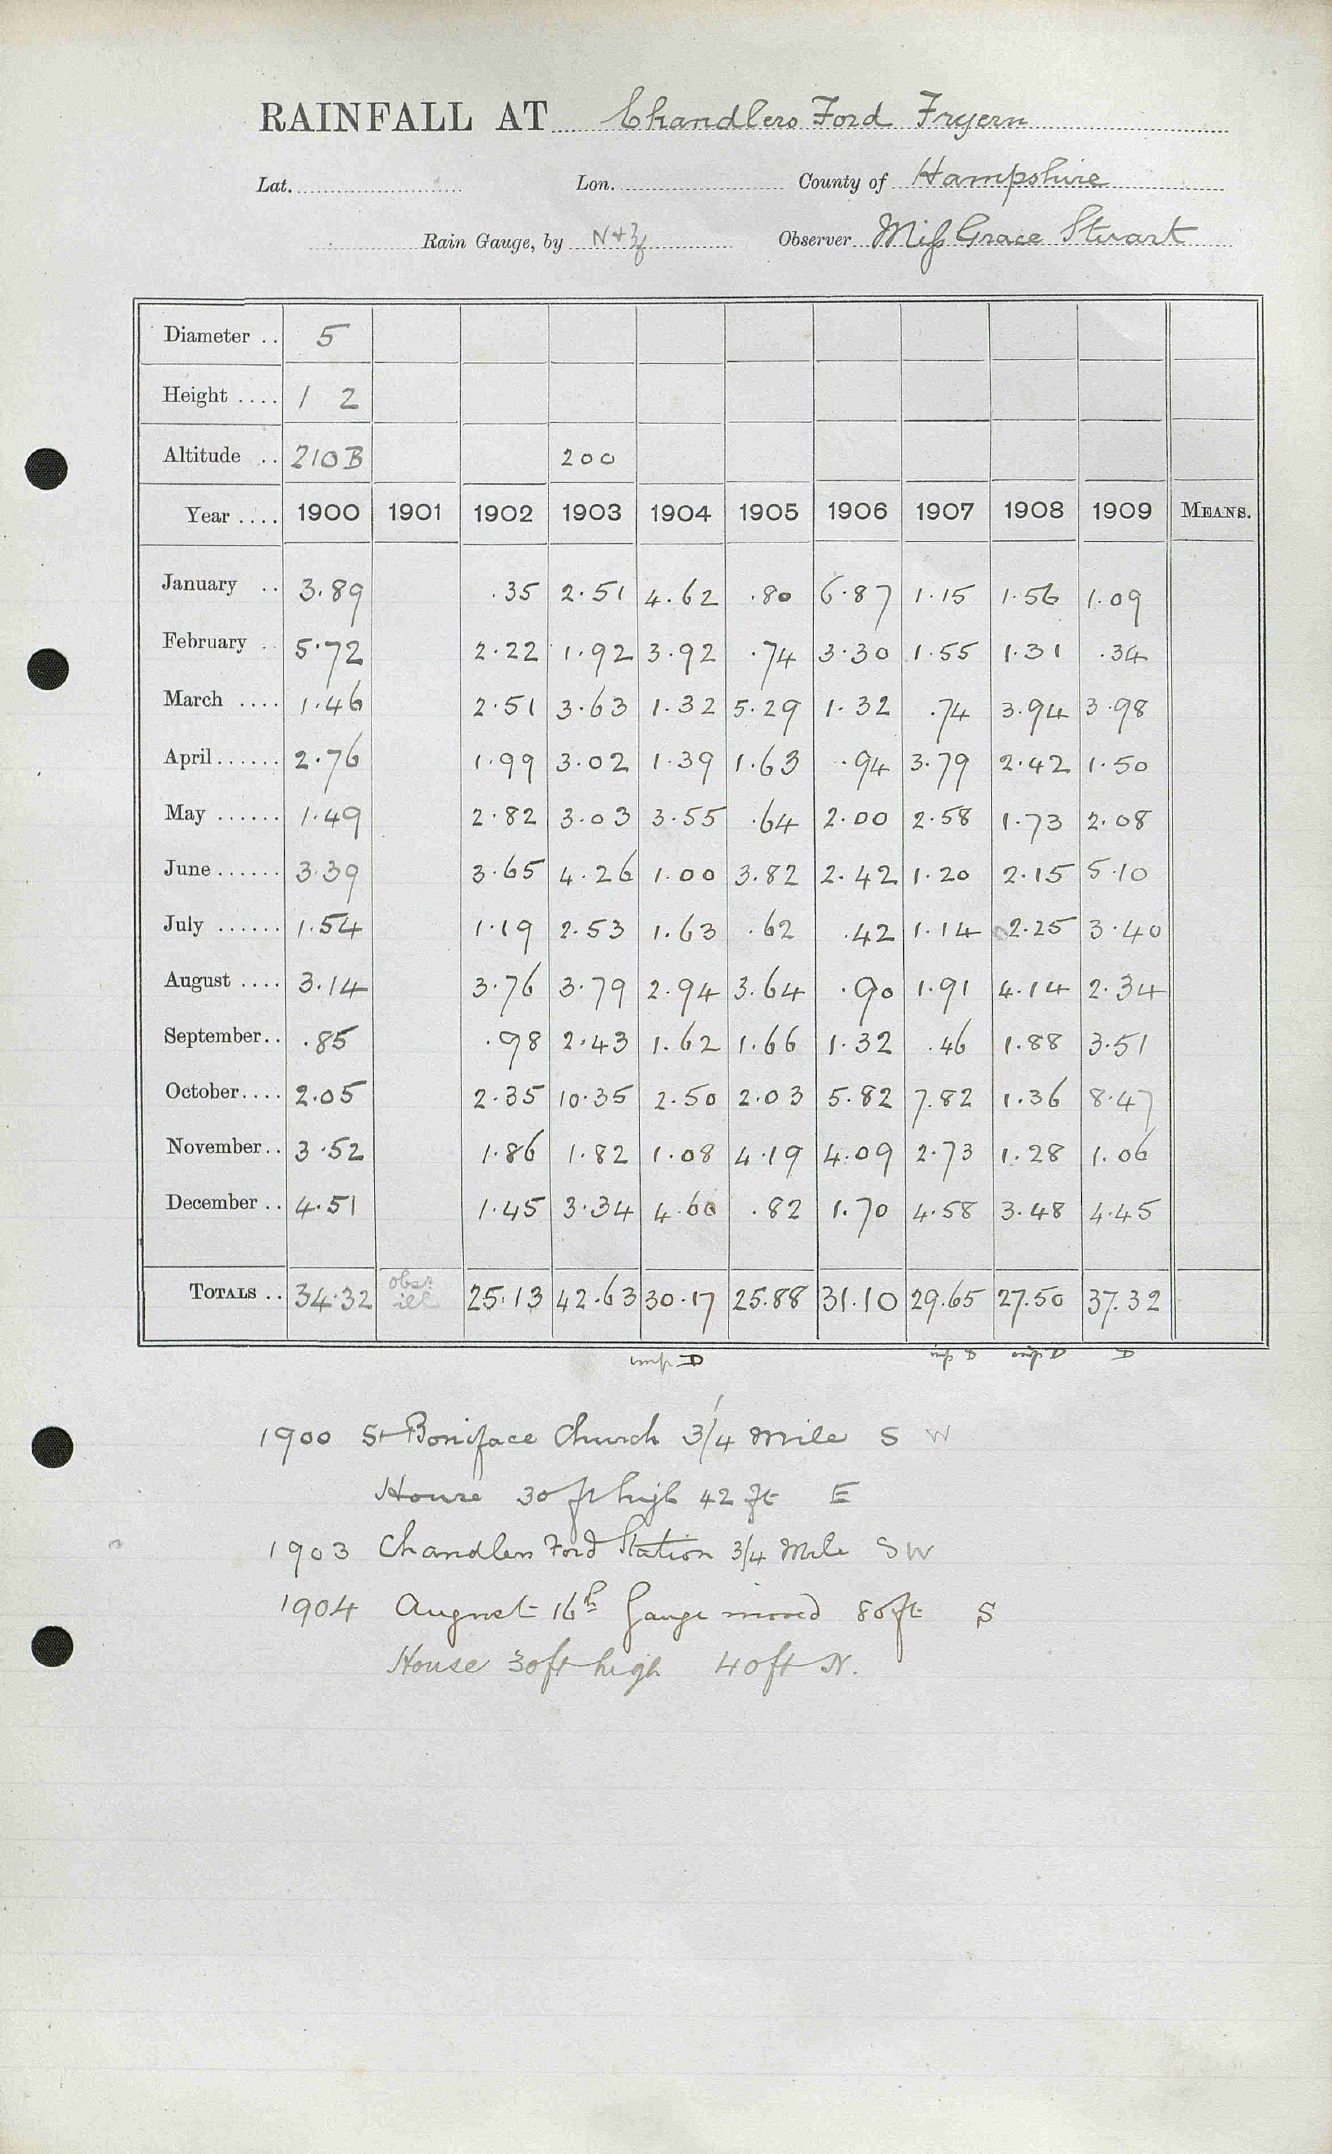 RAINFALL AT Chandlers Ford Fryern
Lat. Lon. County of Hampshire
Rain Gauge, by N+Z Observer Miss Grace Stuart
Diameter .. 5
Height .... 1 2
Altitude .. 210B 200
Year .... 1900 1901 1902 1903 1904 1905 1906 1907 1908 1909 MEANS.
January .. 3.89 .35 2.51 4.62 .80 6.87 1.15 1.56 1.09
February .. 5.72 2.22 1.92 3.92 .74 3.30 1.55 1.31 .34
March .... 1.46 2.51 3.63 1.32 5.29 1.32 .74 3.94 3.98
April...... 2.76 1.99 3.02 1.39 1.63 .94 3.79 2.42 1.50
May ...... 1.49 2.82 3.03 3.55 .64 2.00 2.58 1.73 2.08
June...... 3.39 3.65 4.26 1.00 3.82 2.42 1.20 2.15 5.10
July ...... 1.54 1.19 2.53 1.63 .62 .42 1.14 2.25 3.40
August .... 3.14 3.76 3.79 2.94 3.64 .90 1.91 4.14 2.34
September.. .85 .98 2.43 1.62 1.66 1.32 .46 1.88 3.51
October.... 2.05 2.35 10.35 2.50 2.03 5.82 7.82 1.36 8.47
November.. 3.52 1.86 1.82 1.08 4.19 4.09 2.73 1.28 1.06
December .. 4.51 1.45 3.34 4.60 .82 1.70 4.58 3.48 4.45
TOTALS .. 34.32 obsr ill 25.13 42.63 30.17 25.88 31.10 29.65 27.50 37.32
imp D imp D imp D D
1900 St Boniface Church 3/4 mile S W
House 30 ft high 42 ft E
1903 Chandlers Ford Station 3/4 Mile SW
1904 August 16th Gauge moved 80ft S
House 30ft high 40ft N.